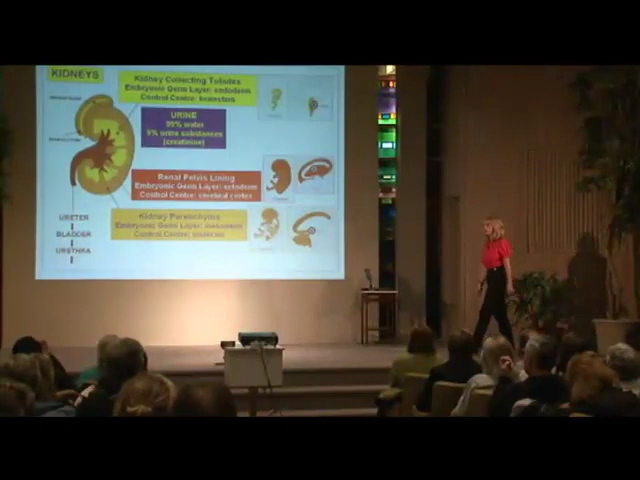 KIDNEYS
Kidney Collecting Tubules
Embryonic Germ Layer: endoderm
Control Centre: brainstem
URINE
95% water
5% urine substances
(creatinine)
Renal Pelvis Lining
Embryonic Germ Layer: ectoderm
Control Centre: cerebral cortex
Kidney Parenchyma
Embryonic Germ Layer: mesoderm
Control Centre:
URETER
BLADDER
URETHRA